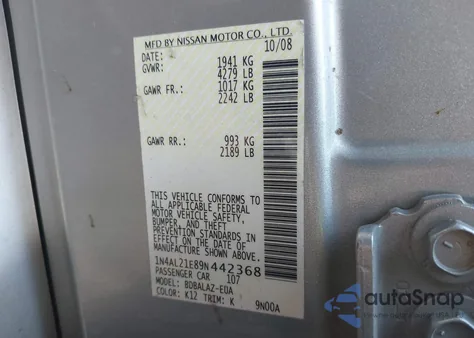 MFD BY NISSAN MOTOR CO., LTD.
DATE: 10/08
GVWR: 1941 KG
4279 LB
GAWR FR.: 1017 KG
2242 LB
GAWR RR.: 993 KG
2189 LB
THIS VEHICLE CONFORMS TO
ALL APPLICABLE FEDERAL
MOTOR VEHICLE SAFETY,
BUMPER, AND THEFT
PREVENTION STANDARDS IN
EFFECT ON THE DATE OF
MANUFACTURE SHOWN ABOVE.
1N4AL21E89N442368
PASSENGER CAR 107
MODEL: BDBALAZ-EUA
COLOR: K12 TRIM: K 9N00A
autoSnap